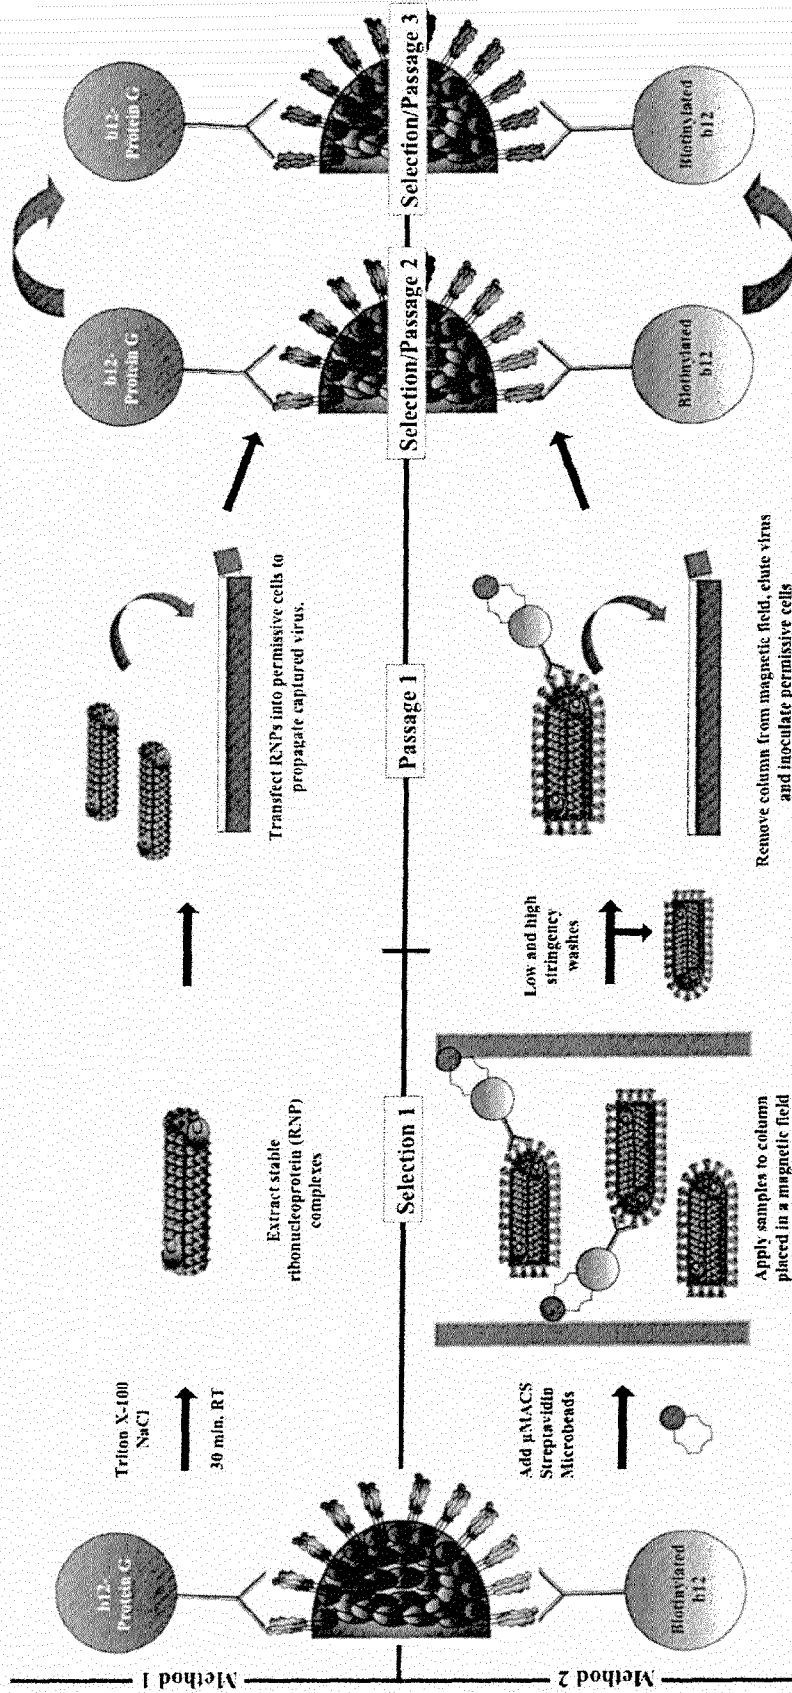 Method 1
b12-
Protein G
Triton X-100
NaCl
30 min. RT
Extract stable
ribonucleoprotein (RNP)
complexes
Transfect RNPs into permissive cells to
propagate captured virus.
b12-
Protein G
b12-
Protein G
Selection 1
Passage 1
Selection/Passage 2
Selection/Passage 3
Method 2
Biotinylated
b12
Add µMACS
Streptavidin
Microbeads
Apply samples to column
placed in a magnetic field
Low and high
stringency
washes
Remove column from magnetic field, elute virus
and inoculate permissive cells
Biotinylated
b12
Biotinylated
b12